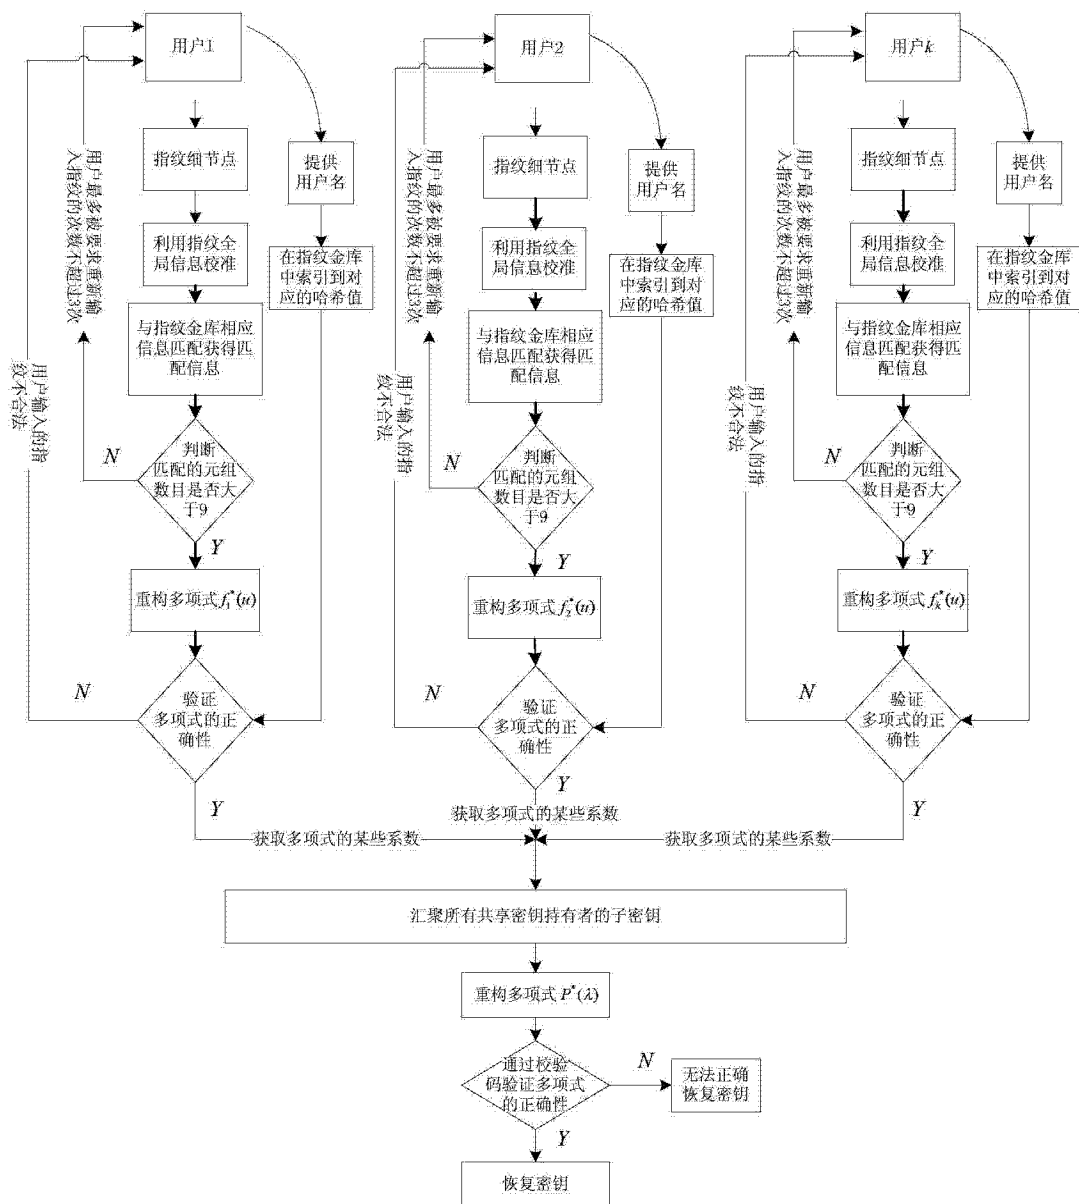 用户1
指纹细节点
提供
用户名
利用指纹全
局信息校准
在指纹金库
中索引到对
应的哈希值
与指纹金库相应
信息匹配获得匹
配信息
用户最多被要求重新输
入指纹的次数不超过3次
用户输入的指
纹不合法
判断
匹配的元组
数目是否大
于9
N
Y
重构多项式 f₁*(u)
验证
多项式的正
确性
N
Y
获取多项式的某些系数
用户2
指纹细节点
提供
用户名
利用指纹全
局信息校准
在指纹金库
中索引到对
应的哈希值
与指纹金库相应
信息匹配获得匹
配信息
用户最多被要求重新输
入指纹的次数不超过3次
用户输入的指
纹不合法
判断
匹配的元组
数目是否大
于9
N
Y
重构多项式 f₂*(u)
验证
多项式的正
确性
N
Y
获取多项式的某些系数
用户k
指纹细节点
提供
用户名
利用指纹全
局信息校准
在指纹金库
中索引到对
应的哈希值
与指纹金库相应
信息匹配获得匹
配信息
用户最多被要求重新输
入指纹的次数不超过3次
用户输入的指
纹不合法
判断
匹配的元组
数目是否大
于9
N
Y
重构多项式 fₖ*(u)
验证
多项式的正
确性
N
Y
获取多项式的某些系数
汇聚所有共享密钥持有者的子密钥
重构多项式 P*(λ)
通过校验
码验证多项式
的正确性
N
无法正确
恢复密钥
Y
恢复密钥